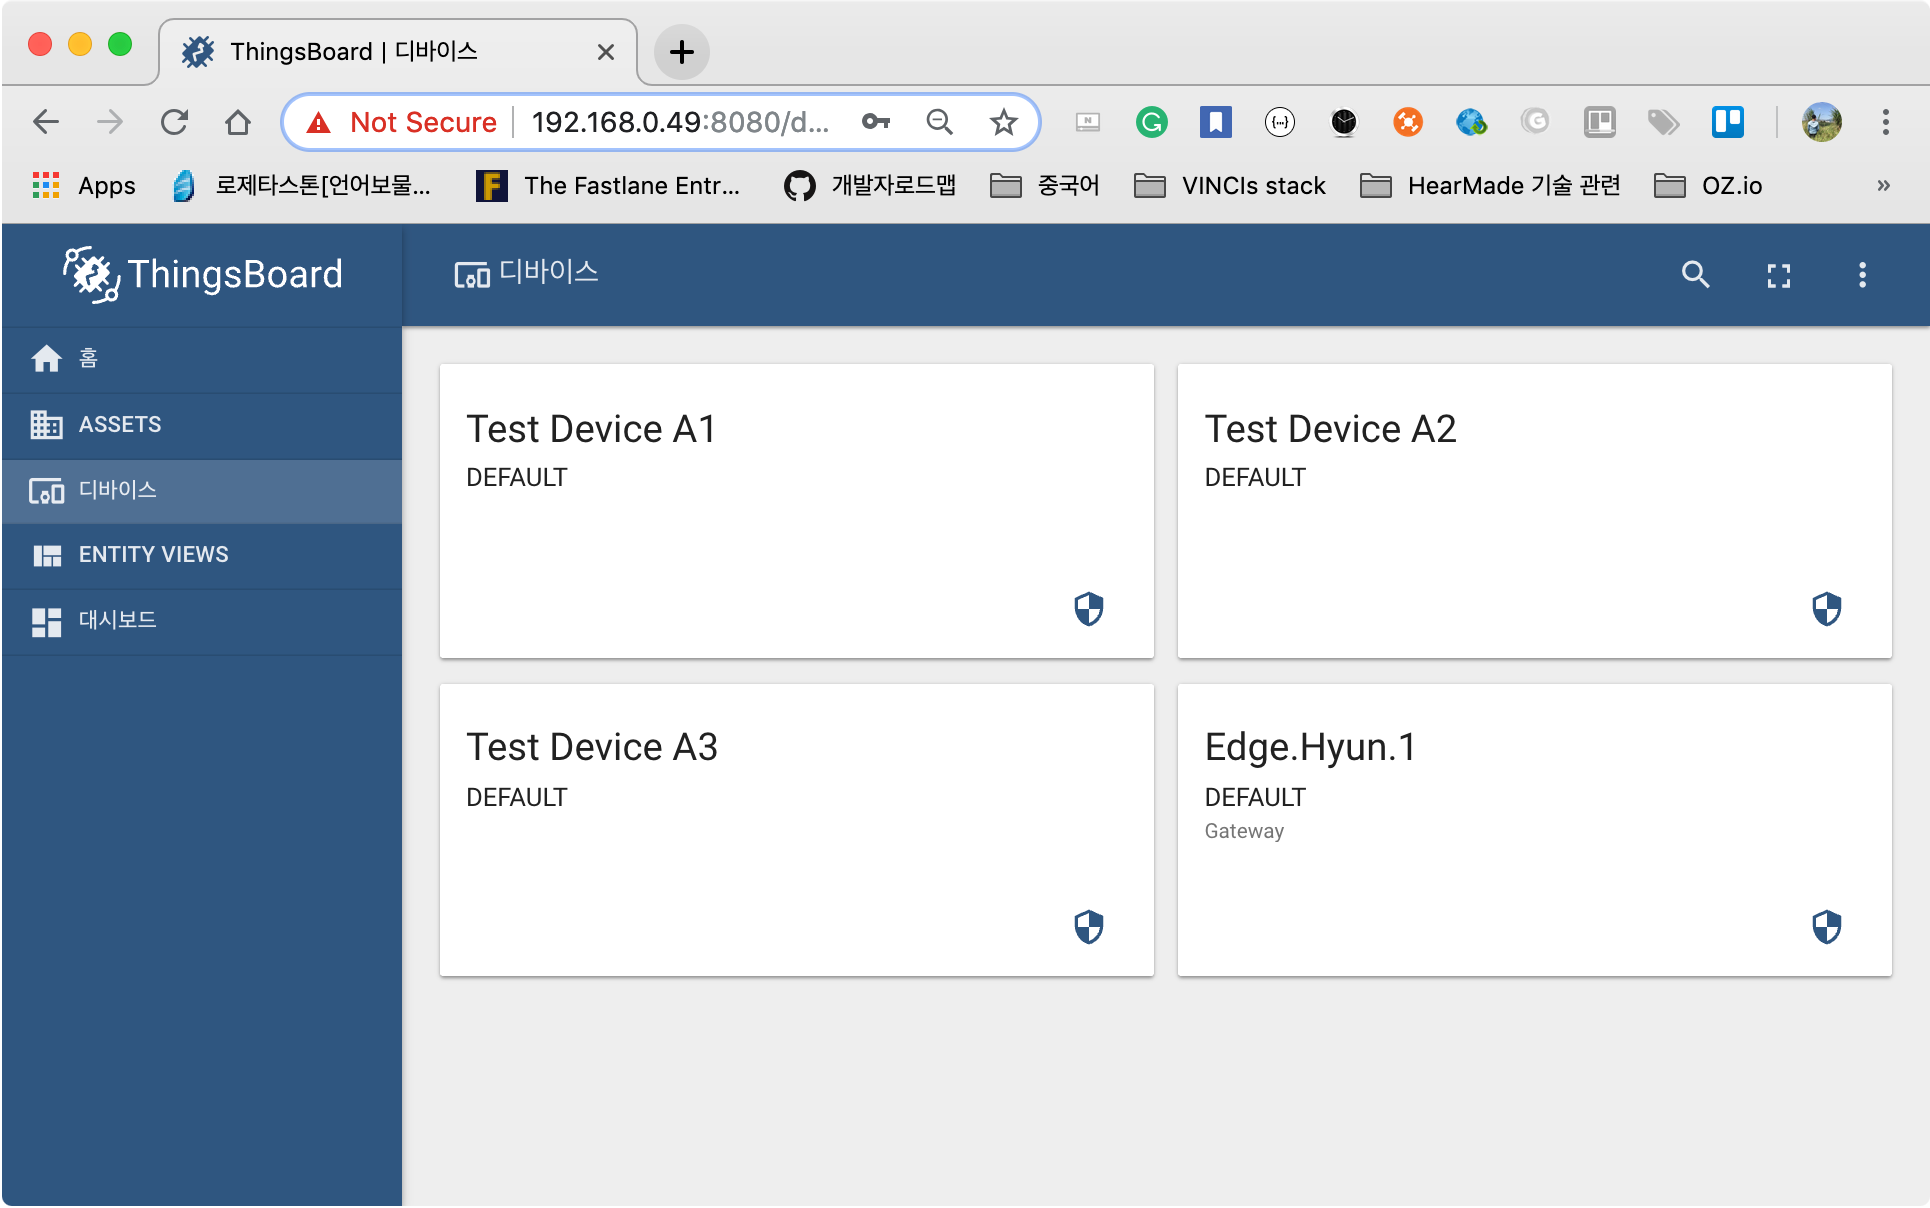 ThingsBoard | 디바이스
Not Secure 192.168.0.49:8080/d...
Apps 로제타스톤[언어보물... The Fastlane Entr... 개발자로드맵 중국어 VINCIs stack HearMade 기술 관련 OZ.io »
ThingsBoard
디바이스
홈
ASSETS
디바이스
ENTITY VIEWS
대시보드
Test Device A1
DEFAULT
Test Device A2
DEFAULT
Test Device A3
DEFAULT
Edge.Hyun.1
DEFAULT
Gateway